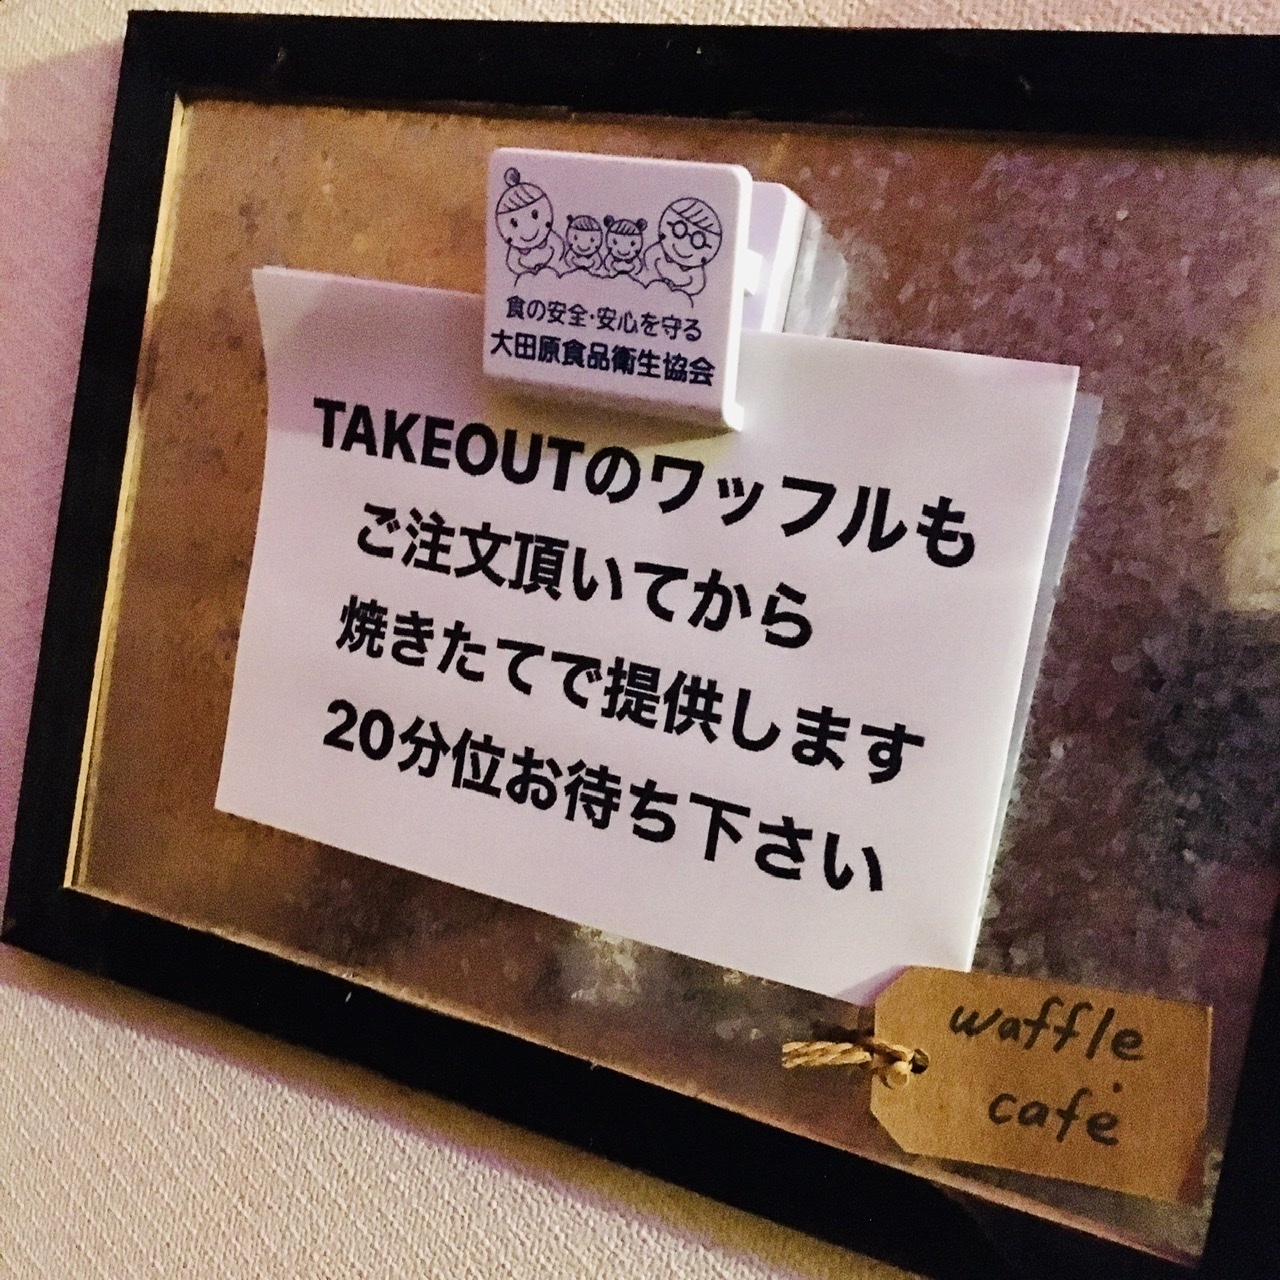 食の安全・安心を守る
大田原食品衛生協会
TAKEOUTのワッフルも
ご注文頂いてから
焼きたてで提供します
20分位お待ち下さい
waffle
café